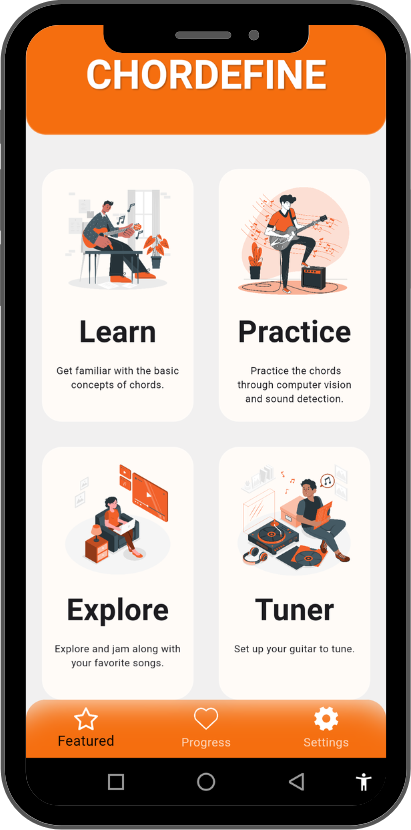 CHORDEFINE
Learn
Get familiar with the basic
concepts of chords.
Practice
Practice the chords
through computer vision
and sound detection.
Explore
Explore and jam along with
your favorite songs.
Tuner
Set up your guitar to tune.
Featured
Progress
Settings